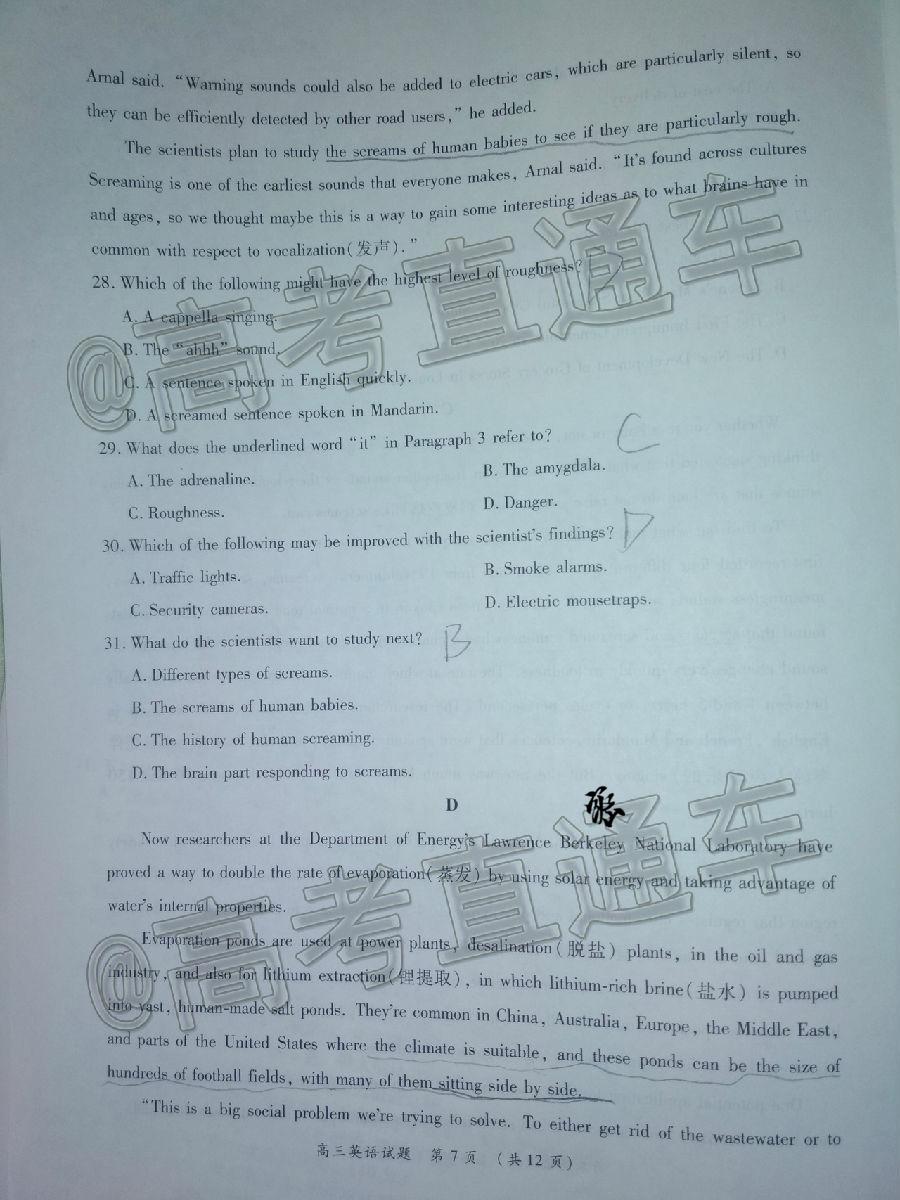 Arnal said. “Warning sounds could also be added to electric cars, which are particularly silent, so
they can be efficiently detected by other road users,” he added.
The scientists plan to study the screams of human babies to see if they are particularly rough.
Screaming is one of the earliest sounds that everyone makes, Arnal said. “It's found across cultures
and ages, so we thought maybe this is a way to gain some interesting ideas as to what brains have in
common with respect to vocalization(发声).”
28. Which of the following might have the highest level of roughness? D
A. A cappella singing.
B. The “ahhh” sound.
C. A sentence spoken in English quickly.
D. A screamed sentence spoken in Mandarin.
29. What does the underlined word “it” in Paragraph 3 refer to? C
A. The adrenaline.
B. The amygdala.
C. Roughness.
D. Danger.
30. Which of the following may be improved with the scientist's findings? D
A. Traffic lights.
B. Smoke alarms.
C. Security cameras.
D. Electric mousetraps.
31. What do the scientists want to study next? B
A. Different types of screams.
B. The screams of human babies.
C. The history of human screaming.
D. The brain part responding to screams.
D
Now researchers at the Department of Energy's Lawrence Berkeley National Laboratory have
proved a way to double the rate of evaporation(蒸发) by using solar energy and taking advantage of
water's internal properties.
Evaporation ponds are used at power plants, desalination(脱盐) plants, in the oil and gas
industry, and also for lithium extraction(锂提取), in which lithium-rich brine(盐水) is pumped
into vast, human-made salt ponds. They're common in China, Australia, Europe, the Middle East,
and parts of the United States where the climate is suitable, and these ponds can be the size of
hundreds of football fields, with many of them sitting side by side.
“This is a big social problem we're trying to solve. To either get rid of the wastewater or to
高三英语试题 第7页 (共12页)
@高考直通车
@高考直通车